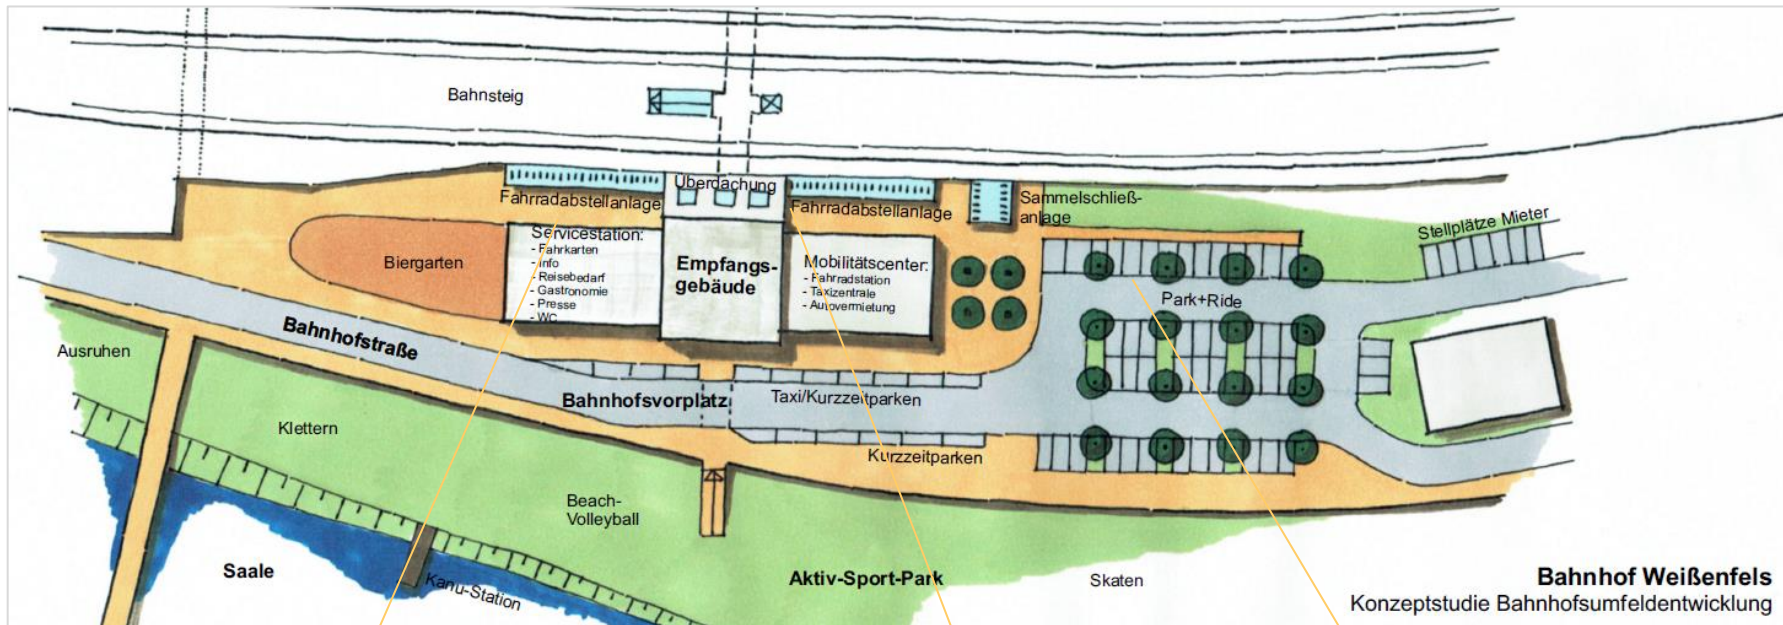 Bahnsteig
Überdachung
Fahrradabstellanlage
Fahrradabstellanlage
Sammelschließ-
anlage
Stellplätze Mieter
Servicestation:
- Fahrkarten
- Info
- Reisebedarf
- Gastronomie
- Presse
- WC
Biergarten
Empfangs-
gebäude
Mobilitätscenter:
- Fahrradstation
- Taxizentrale
- Autovermietung
Park+Ride
Bahnhofstraße
Ausruhen
Bahnhofsvorplatz
Taxi/Kurzzeitparken
Klettern
Kurzzeitparken
Beach-
Volleyball
Saale
Kanu-Station
Aktiv-Sport-Park
Skaten
Bahnhof Weißenfels
Konzeptstudie Bahnhofsumfeldentwicklung